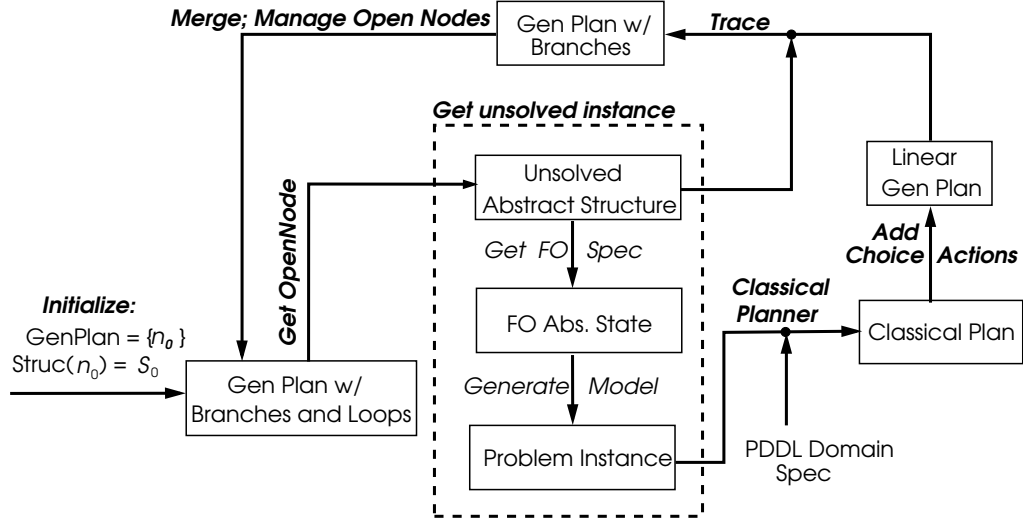 Merge; Manage Open Nodes
Gen Plan w/
Branches
Trace
Get unsolved instance
Unsolved
Abstract Structure
Linear
Gen Plan
Get OpenNode
Get FO Spec
Add
Choice Actions
Initialize:
GenPlan = {n₀}
Struc(n₀) = S₀
FO Abs. State
Classical
Planner
Classical Plan
Gen Plan w/
Branches and Loops
Generate Model
Problem Instance
PDDL Domain
Spec